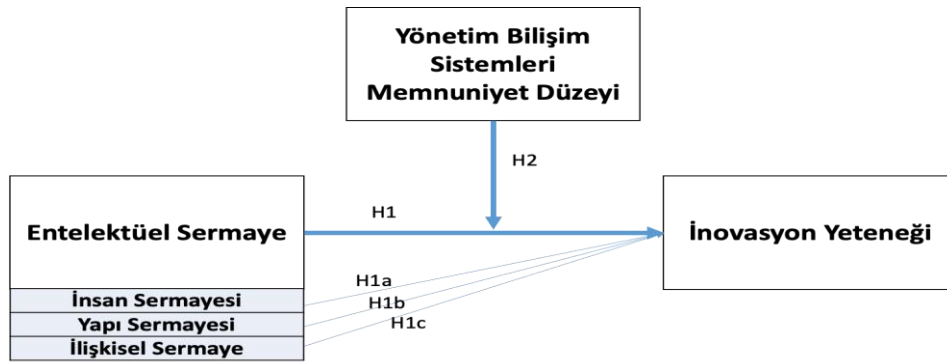 Yönetim Bilişim
Sistemleri
Memnuniyet Düzeyi
H2
H1
Entelektüel Sermaye
İnovasyon Yeteneği
H1a
İnsan Sermayesi
H1b
Yapı Sermayesi
H1c
İlişkisel Sermaye